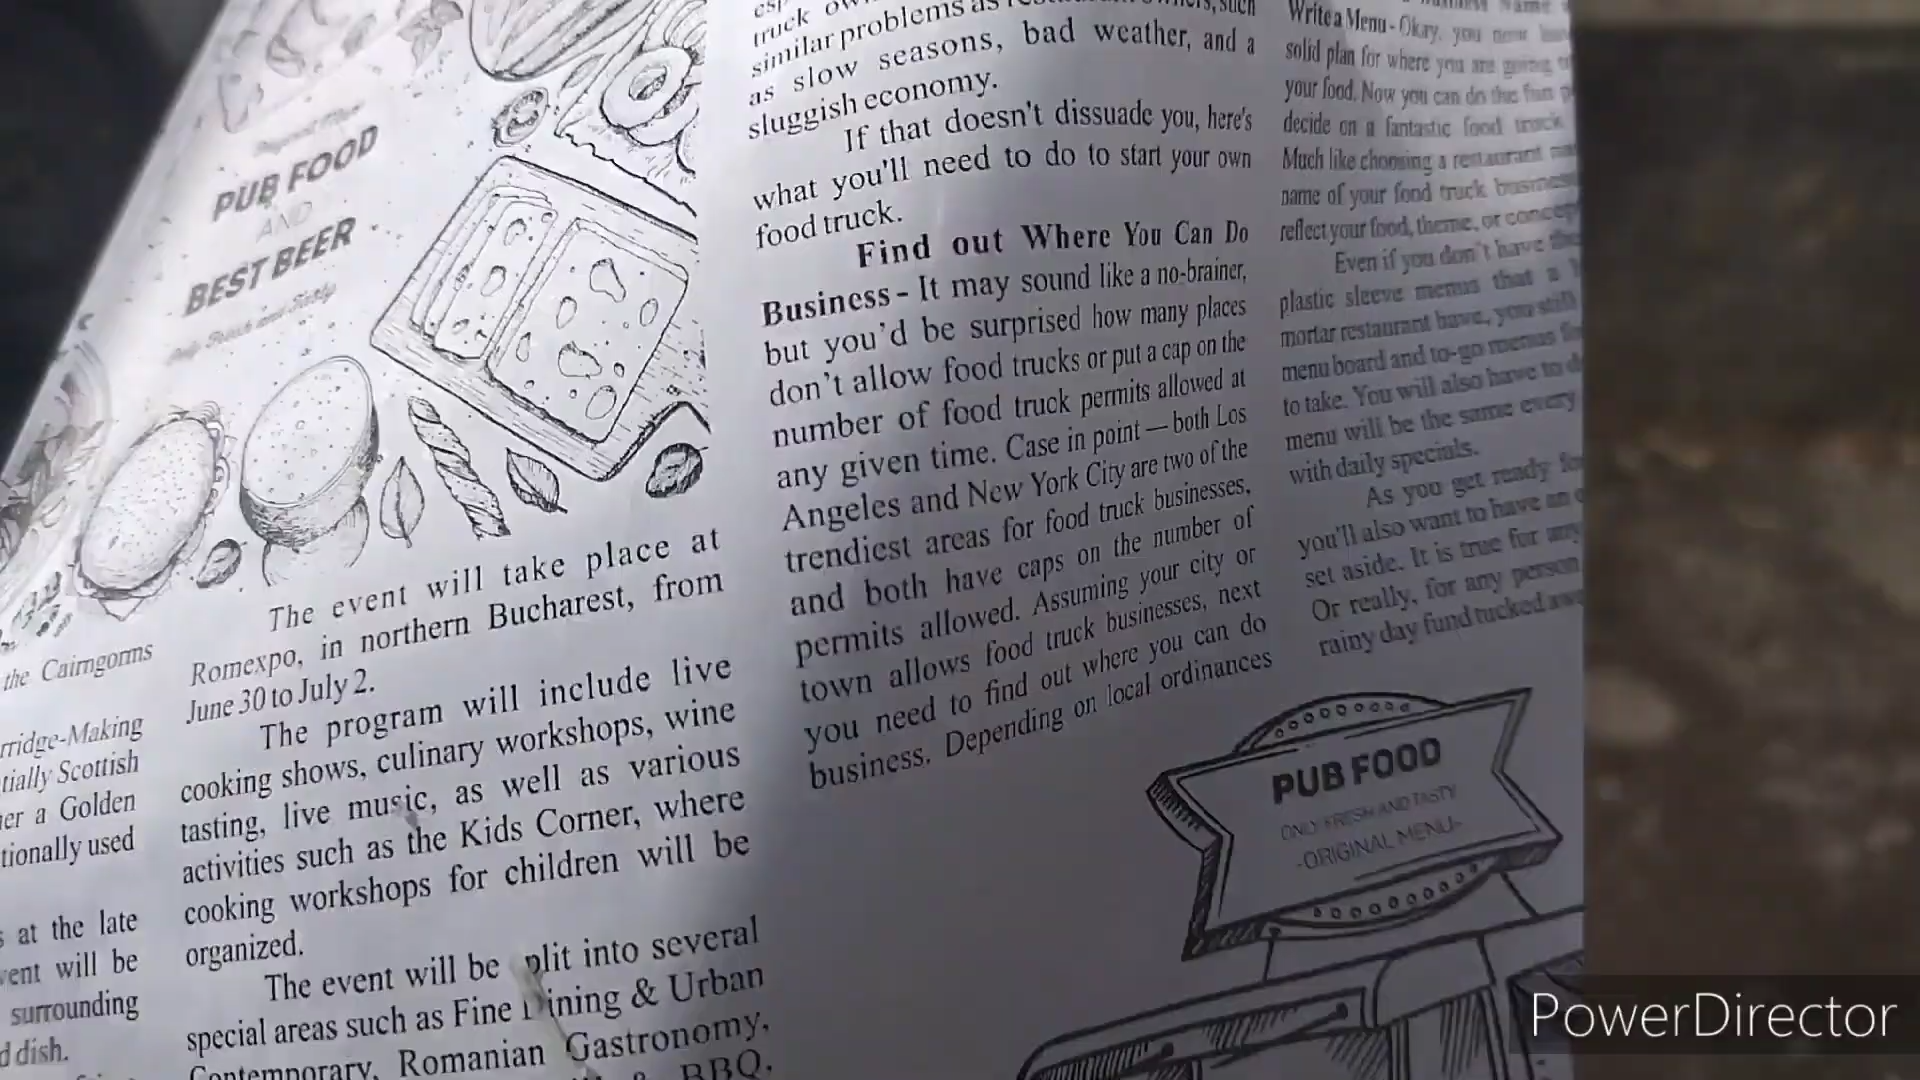 PUB FOOD
AND
BEST BEER
the Cairngorms
rridge-Making
tially Scottish
er a Golden
tionally used
s at the late
vent will be
surrounding
d dish.
The event will take place at
Romexpo, in northern Bucharest, from
June 30 to July 2.
The program will include live
cooking shows, culinary workshops, wine
tasting, live music, as well as various
activities such as the Kids Corner, where
cooking workshops for children will be
organized.
The event will be split into several
special areas such as Fine Dining & Urban
Contemporary, Romanian Gastronomy,
& BBQ,
truck
similar problems as restaurant owners, such
as slow seasons, bad weather, and a
sluggish economy.
If that doesn't dissuade you, here's
what you'll need to do to start your own
food truck.
Find out Where You Can Do
Business - It may sound like a no-brainer,
but you’d be surprised how many places
don’t allow food trucks or put a cap on the
number of food truck permits allowed at
any given time. Case in point — both Los
Angeles and New York City are two of the
trendiest areas for food truck businesses,
and both have caps on the number of
permits allowed. Assuming your city or
town allows food truck businesses, next
you need to find out where you can do
business. Depending on local ordinances
Write a Menu - Okay, you now have
solid plan for where you are going
your food. Now you can do the fun
decide on a fantastic food truck
Much like choosing a restaurant
name of your food truck business
reflect your food, theme, or concept
Even if you don't have the
plastic sleeve menus that a
mortar restaurant have, you still
menu board and to-go menus
to take. You will also have to
menu will be the same every
with daily specials.
As you get ready
you'll also want to have an
set aside. It is true for any
Or really, for any person
rainy day fund tucked
PUB FOOD
ONLY FRESH AND TASTY
-ORIGINAL MENU-
PowerDirector